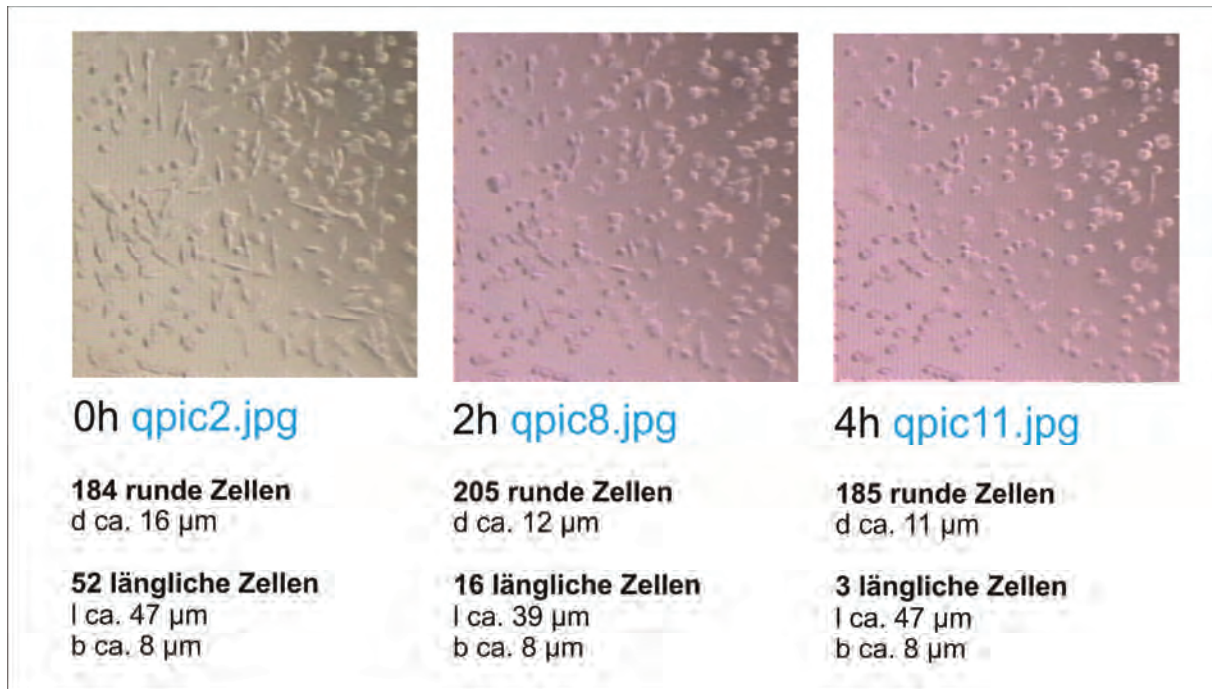 0h qpic2.jpg
184 runde Zellen
d ca. 16 µm
52 längliche Zellen
l ca. 47 µm
b ca. 8 µm
2h qpic8.jpg
205 runde Zellen
d ca. 12 µm
16 längliche Zellen
l ca. 39 µm
b ca. 8 µm
4h qpic11.jpg
185 runde Zellen
d ca. 11 µm
3 längliche Zellen
l ca. 47 µm
b ca. 8 µm